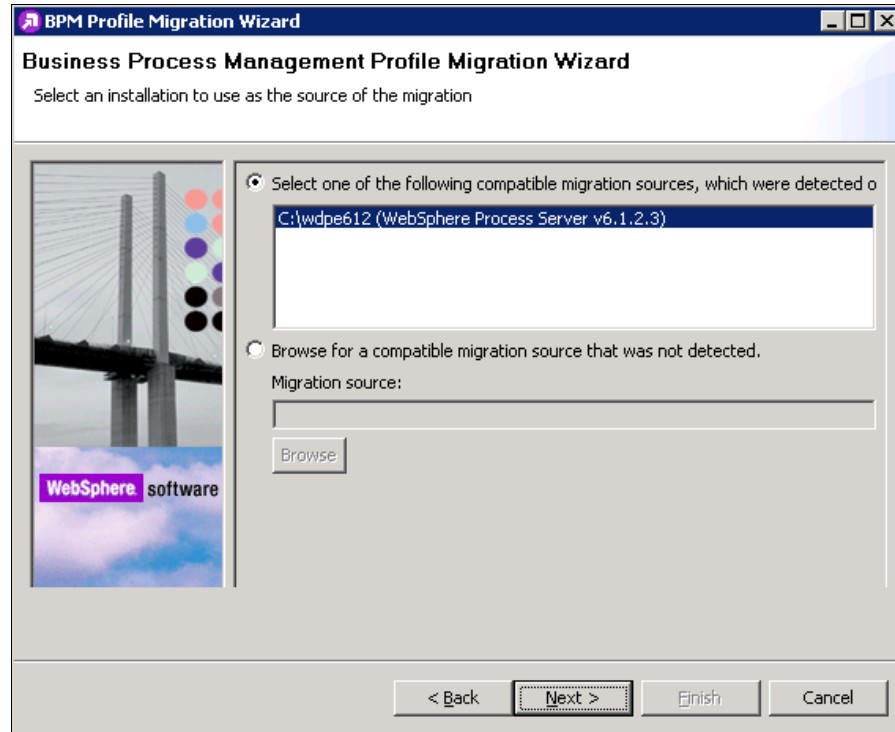 BPM Profile Migration Wizard
Business Process Management Profile Migration Wizard
Select an installation to use as the source of the migration
Select one of the following compatible migration sources, which were detected o
C:\wdpe612 (WebSphere Process Server v6.1.2.3)
Browse for a compatible migration source that was not detected.
Migration source:
Browse
WebSphere software
< Back Next > Finish Cancel